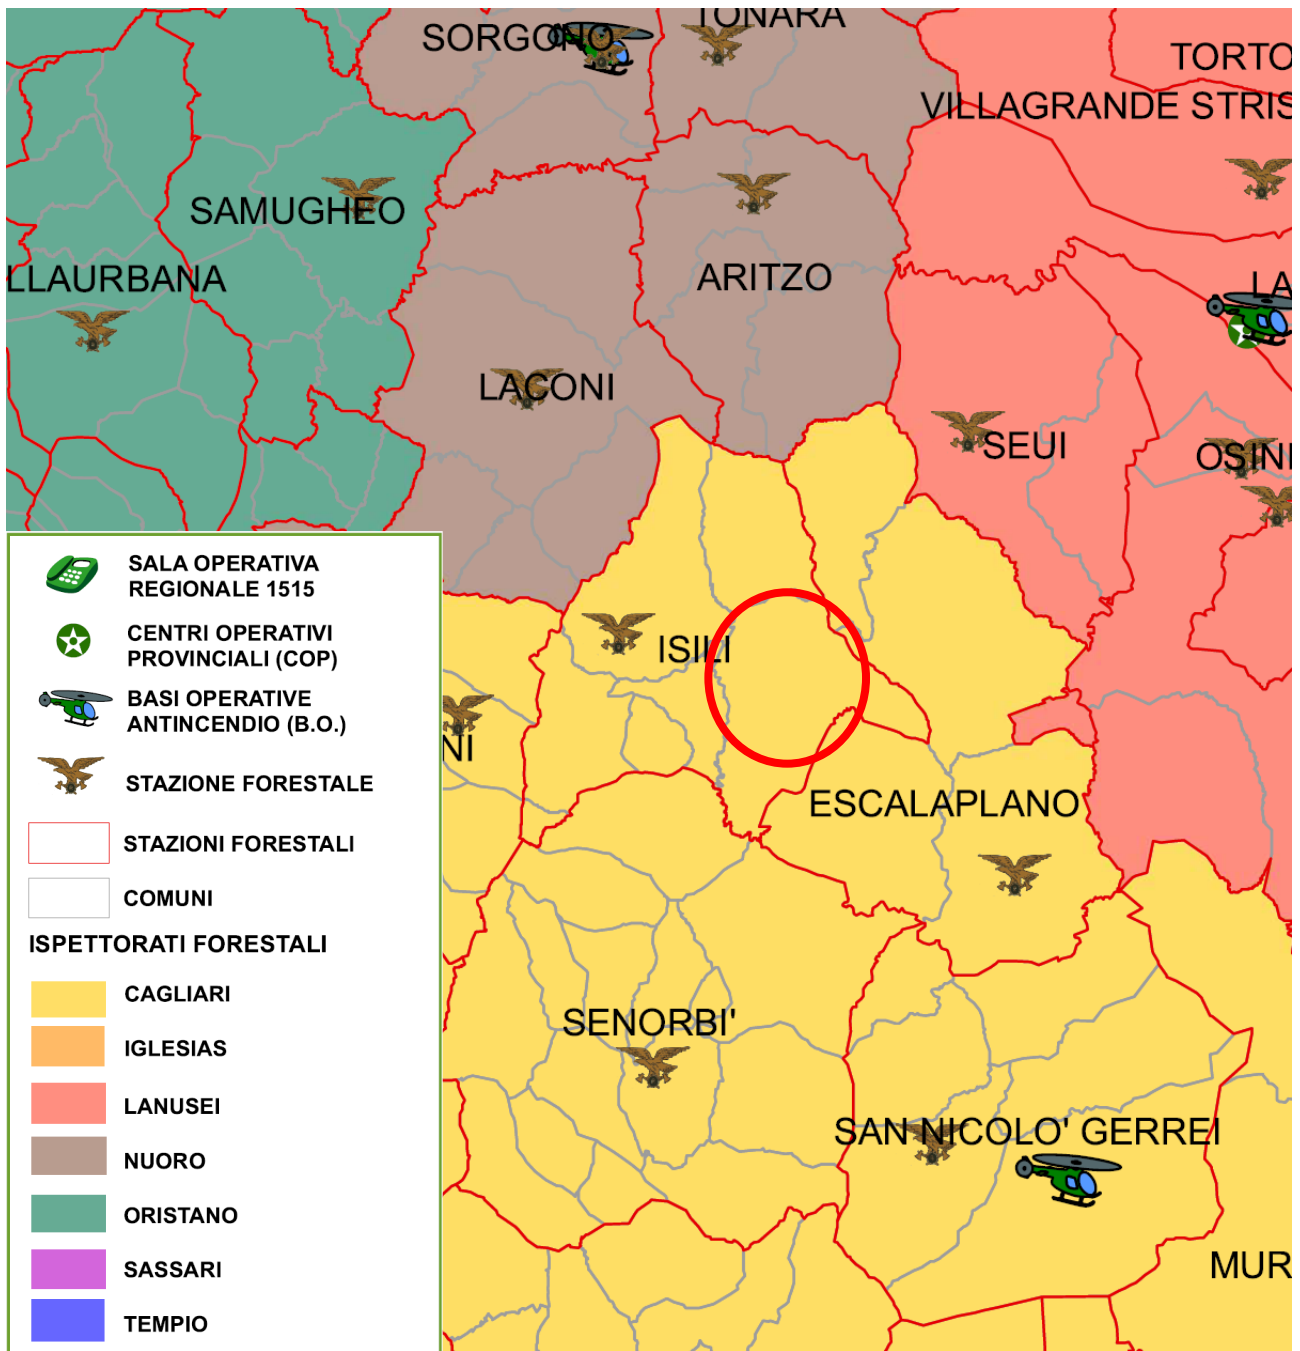 TONARA
SORGONO
TORTO
VILLAGRANDE STRIS
SAMUGHEO
LLAURBANA
ARITZO
LA
LACONI
SEUI
OSINI
ISILI
NI
ESCALAPLANO
SENORBI'
SAN NICOLO' GERREI
MUR
SALA OPERATIVA
REGIONALE 1515
CENTRI OPERATIVI
PROVINCIALI (COP)
BASI OPERATIVE
ANTINCENDIO (B.O.)
STAZIONE FORESTALE
STAZIONI FORESTALI
COMUNI
ISPETTORATI FORESTALI
CAGLIARI
IGLESIAS
LANUSEI
NUORO
ORISTANO
SASSARI
TEMPIO